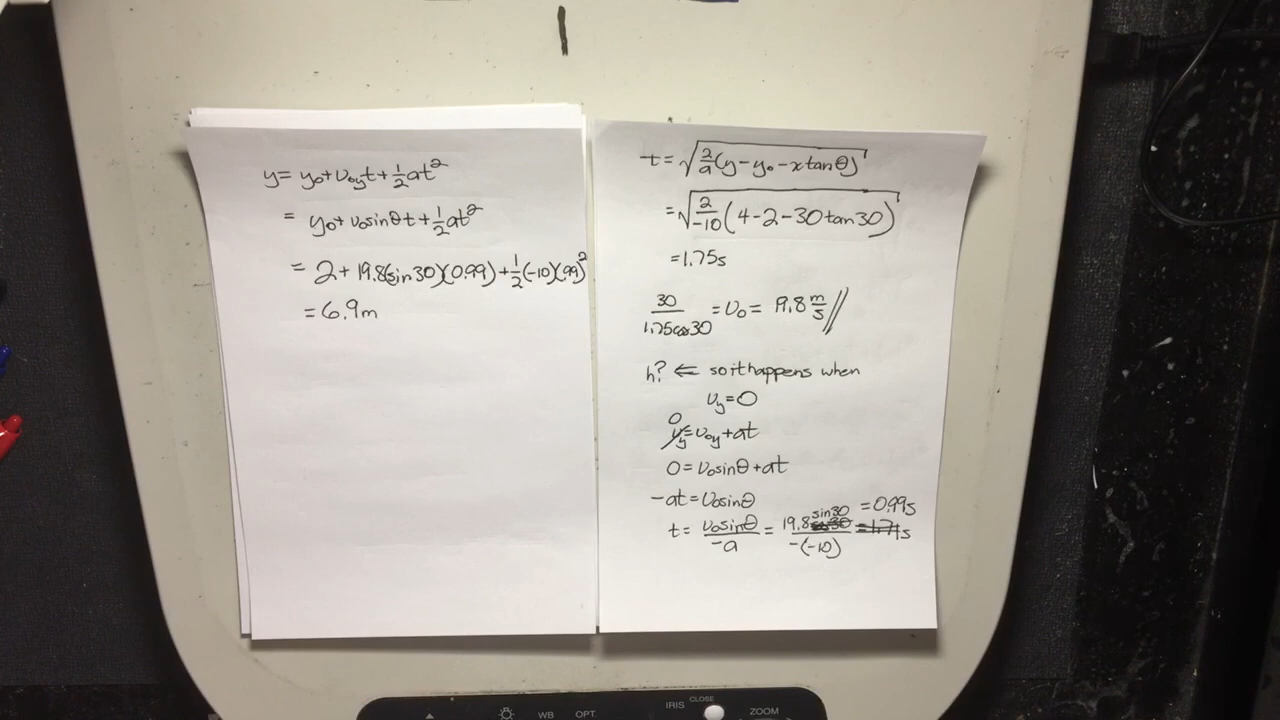 y = y₀ + v₀yt + ½at²
= y₀ + v₀sinθt + ½at²
= 2 + 19.8(sin30)(0.99) + ½(-10)(.99)²
= 6.9m
t = √(2/a (y - y₀ - x tanθ))
= √(2/-10 (4 - 2 - 30 tan30))
= 1.75s
30/1.75cos30 = v₀ = 19.8 m/s //
h? ⇐ so it happens when
vy = 0
0
vy = v₀y + at
0 = v₀sinθ + at
-at = v₀sinθ
t = v₀sinθ/-a = 19.8 sin30/-(-10) = 0.99s
= 1.71s
IRIS CLOSE
WB OPT. ZOOM